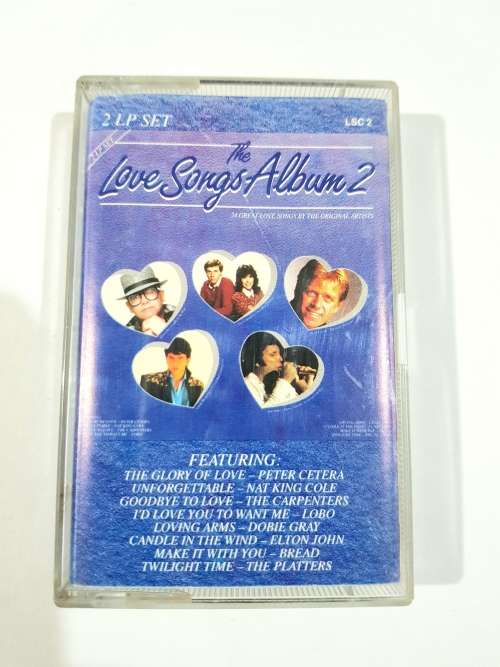 2 LP SET
LSC 2
2 LP SET
The
Love Songs Album 2
24 GREAT LOVE SONGS BY THE ORIGINAL ARTISTS
FEATURING:
THE GLORY OF LOVE – PETER CETERA
UNFORGETTABLE – NAT KING COLE
GOODBYE TO LOVE – THE CARPENTERS
I'D LOVE YOU TO WANT ME – LOBO
LOVING ARMS – DOBIE GRAY
CANDLE IN THE WIND – ELTON JOHN
MAKE IT WITH YOU – BREAD
TWILIGHT TIME – THE PLATTERS